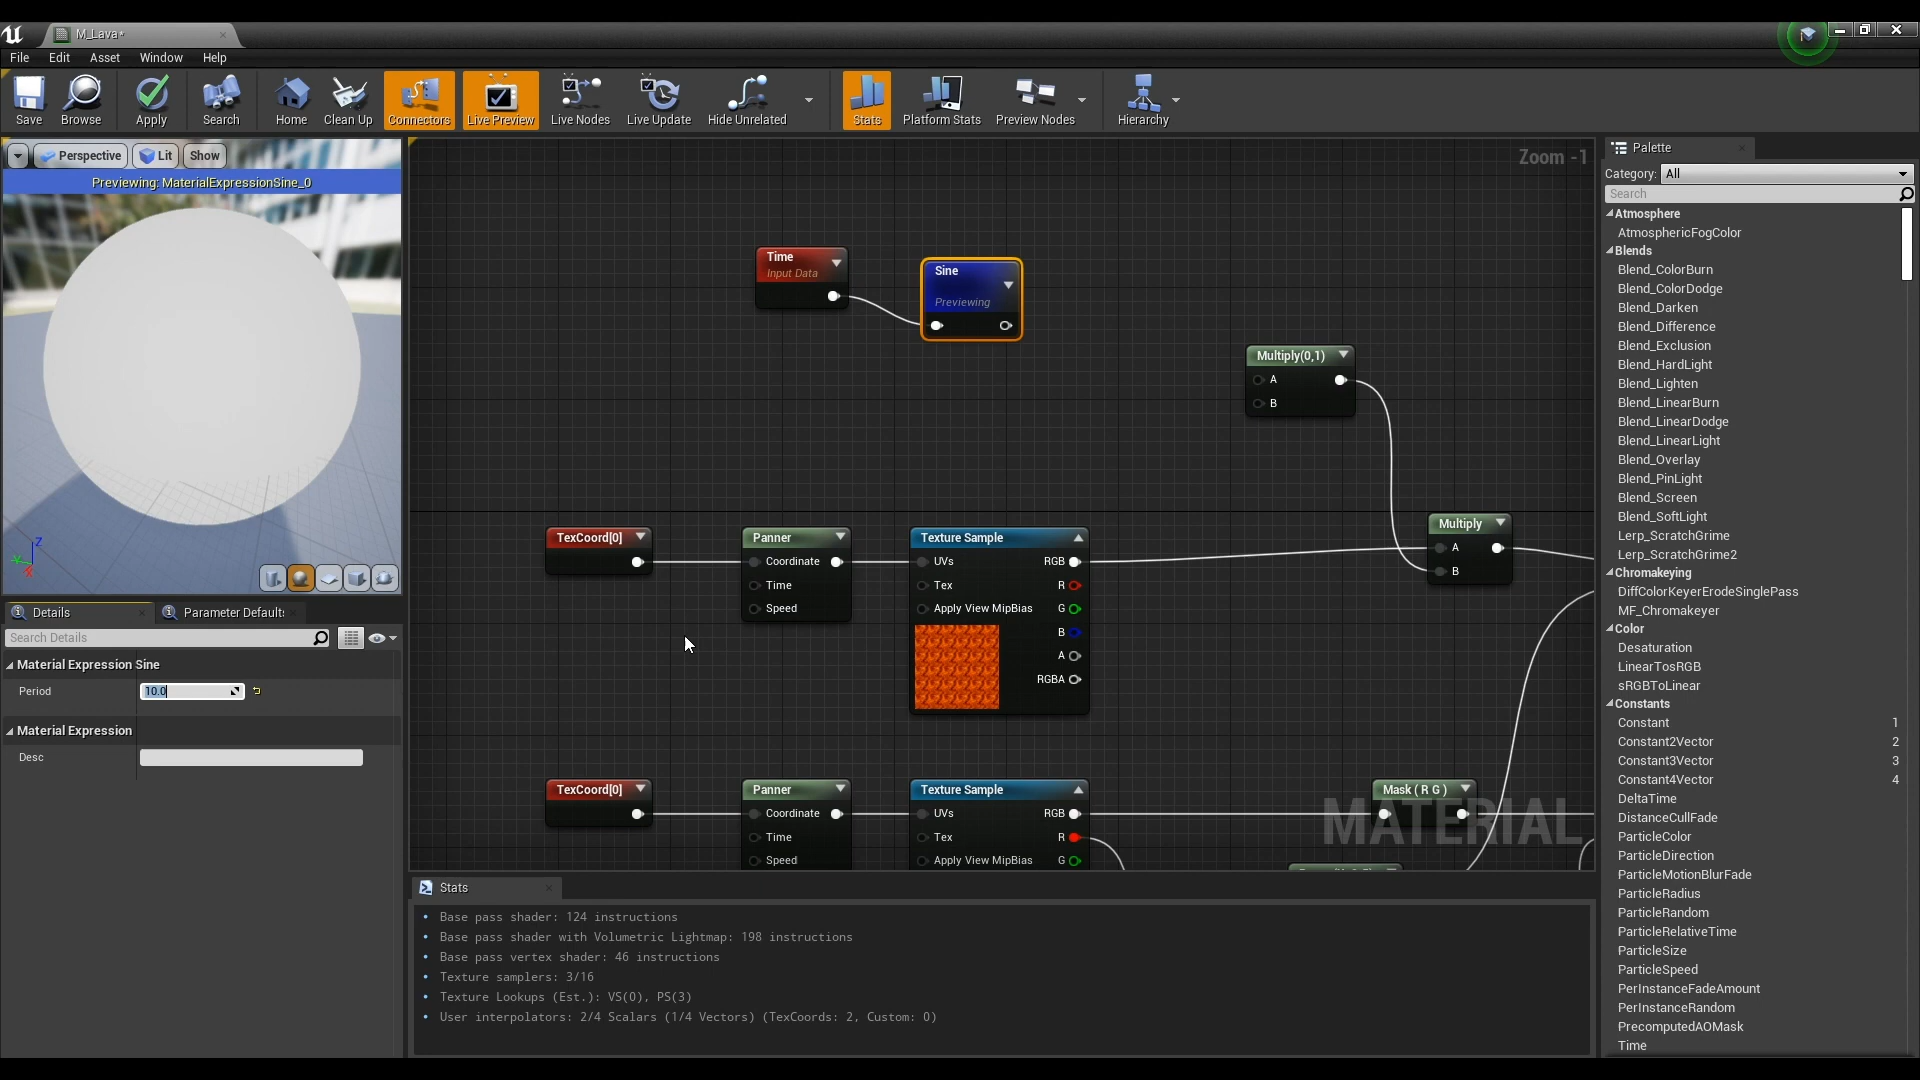 M_Lava*
File Edit Asset Window Help
Save Browse Apply Search Home Clean Up Connectors Live Preview Live Nodes Live Update Hide Unrelated Stats Platform Stats Preview Nodes Hierarchy
Perspective Lit Show
Previewing: MaterialExpressionSine_0
Z
Details
Parameter Default
Search Details
Material Expression Sine
Period 10.0
Material Expression
Desc
Zoom -1
Time
Input Data
Sine
Previewing
Multiply(0,1)
A
B
TexCoord[0]
Panner
Coordinate
Time
Speed
Texture Sample
UVs RGB
Tex R
Apply View MipBias G
B
A
RGBA
Multiply
A
B
TexCoord[0]
Panner
Coordinate
Time
Speed
Texture Sample
UVs RGB
Tex R
Apply View MipBias G
Mask ( R G )
MATERIAL
Stats
Base pass shader: 124 instructions
Base pass shader with Volumetric Lightmap: 198 instructions
Base pass vertex shader: 46 instructions
Texture samplers: 3/16
Texture Lookups (Est.): VS(0), PS(3)
User interpolators: 2/4 Scalars (1/4 Vectors) (TexCoords: 2, Custom: 0)
Palette
Category: All
Search
Atmosphere
AtmosphericFogColor
Blends
Blend_ColorBurn
Blend_ColorDodge
Blend_Darken
Blend_Difference
Blend_Exclusion
Blend_HardLight
Blend_Lighten
Blend_LinearBurn
Blend_LinearDodge
Blend_LinearLight
Blend_Overlay
Blend_PinLight
Blend_Screen
Blend_SoftLight
Lerp_ScratchGrime
Lerp_ScratchGrime2
Chromakeying
DiffColorKeyerErodeSinglePass
MF_Chromakeyer
Color
Desaturation
LinearTosRGB
sRGBToLinear
Constants
Constant 1
Constant2Vector 2
Constant3Vector 3
Constant4Vector 4
DeltaTime
DistanceCullFade
ParticleColor
ParticleDirection
ParticleMotionBlurFade
ParticleRadius
ParticleRandom
ParticleRelativeTime
ParticleSize
ParticleSpeed
PerInstanceFadeAmount
PerInstanceRandom
PrecomputedAOMask
Time